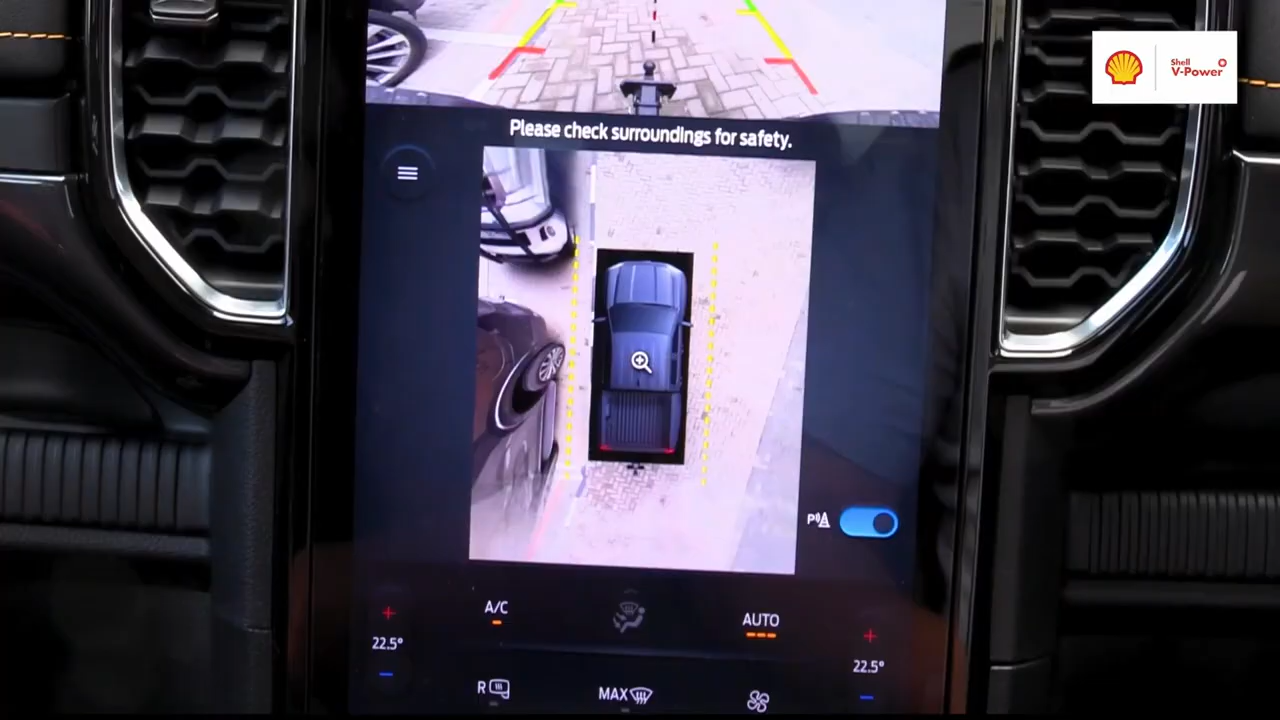 Shell
V-Power
Please check surroundings for safety.
P
A/C
AUTO
22.5°
22.5°
R
MAX